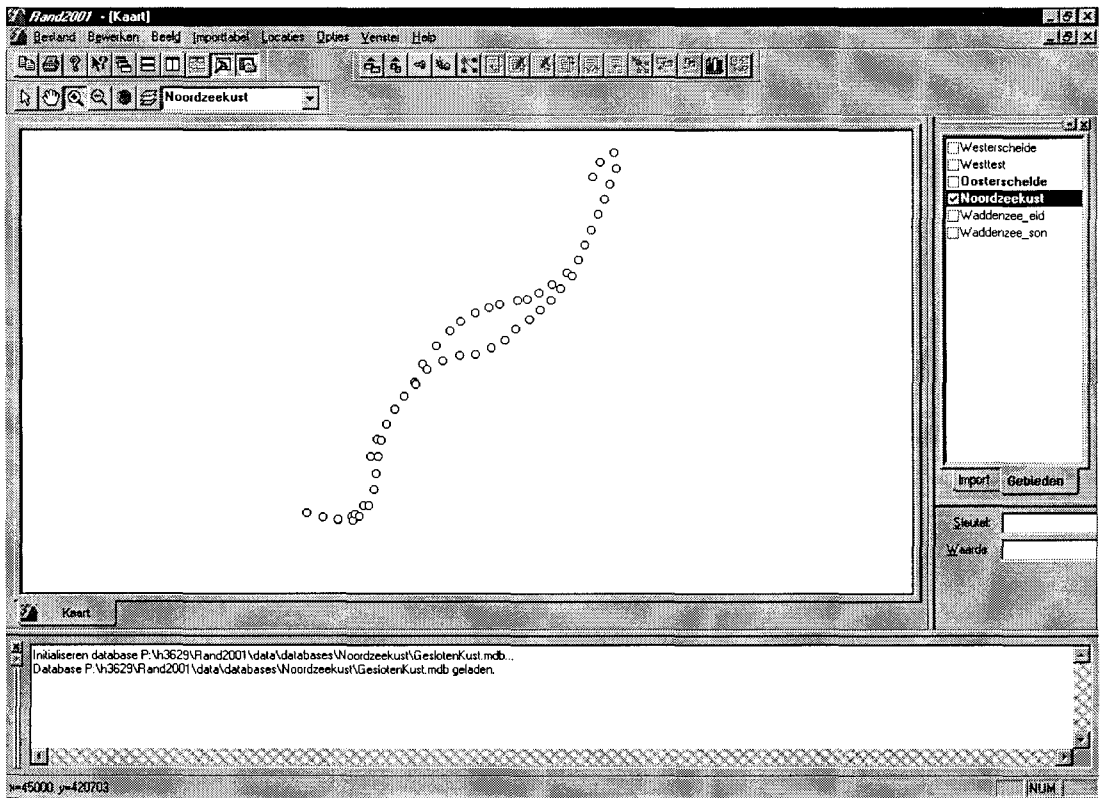 Rand2001 - [Kaart]
Bestand Bewerken Beeld Importlabel Locaties Opties Venster Help
Noordzeekust
Westerschelde
Westtest
Oosterschelde
Noordzeekust
Waddenzee_eid
Waddenzee_son
Import Gebieden
Sleutel:
Waarde
Kaart
Initialiseren database P:\h3629\Rand2001\data\databases\Noordzeekust\GeslotenKust.mdb...
Database P:\h3629\Rand2001\data\databases\Noordzeekust\GeslotenKust.mdb geladen.
x=45000, y=420703
NUM